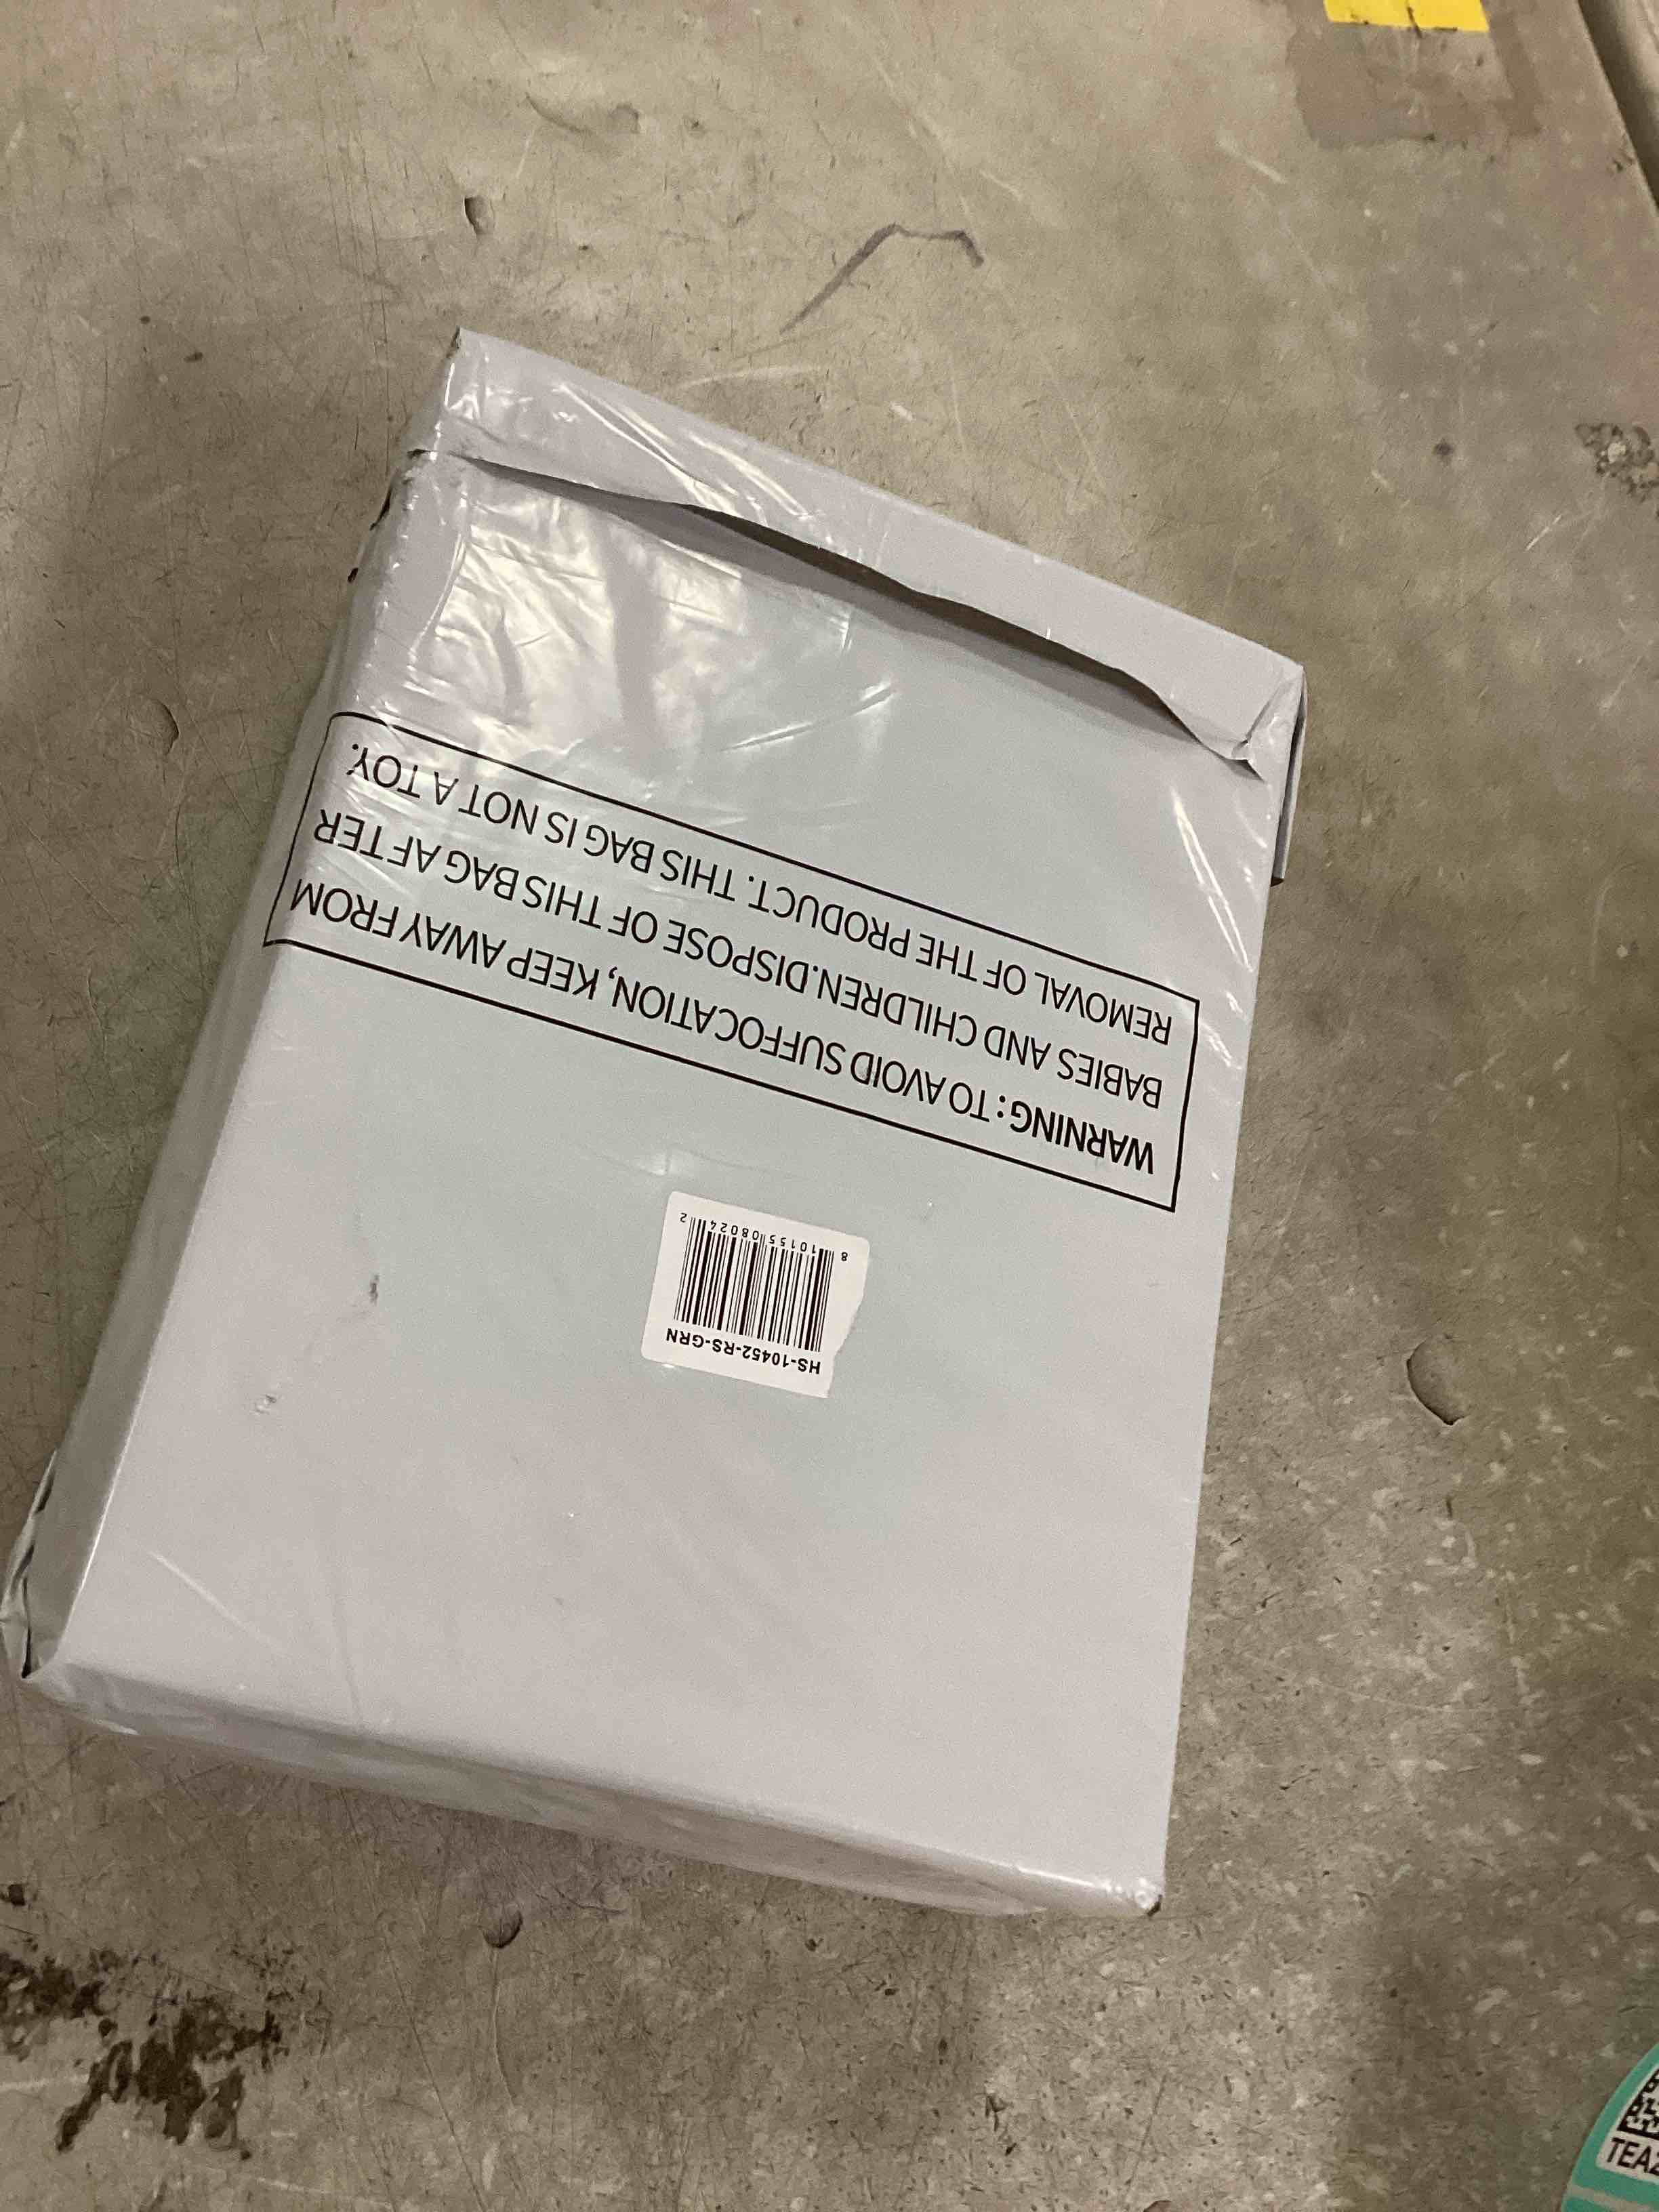 WARNING: TO AVOID SUFFOCATION, KEEP AWAY FROM
BABIES AND CHILDREN.DISPOSE OF THIS BAG AFTER
REMOVAL OF THE PRODUCT. THIS BAG IS NOT A TOY.
HS-10452-RS-GRN
8 10155 08024 2